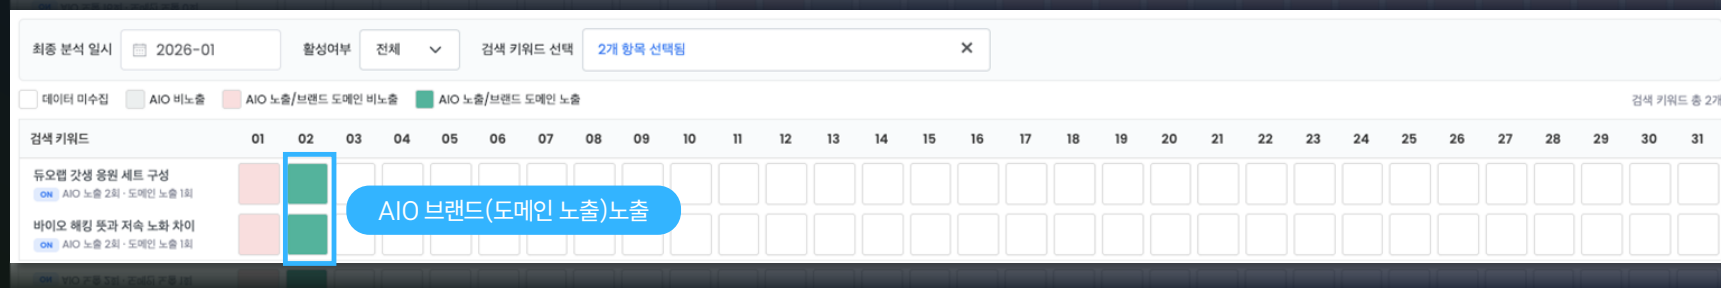 최종 분석 일시 2026-01 활성여부 전체 검색 키워드 선택 2개 항목 선택됨 ✕
데이터 미수집 AIO 비노출 AIO 노출/브랜드 도메인 비노출 AIO 노출/브랜드 도메인 노출 검색 키워드 총 2개
검색 키워드 01 02 03 04 05 06 07 08 09 10 11 12 13 14 15 16 17 18 19 20 21 22 23 24 25 26 27 28 29 30 31
듀오랩 갓생 응원 세트 구성
ON AIO 노출 2회 · 도메인 노출 1회
AIO 브랜드(도메인 노출)노출
바이오 해킹 뜻과 저속 노화 차이
ON AIO 노출 2회 · 도메인 노출 1회